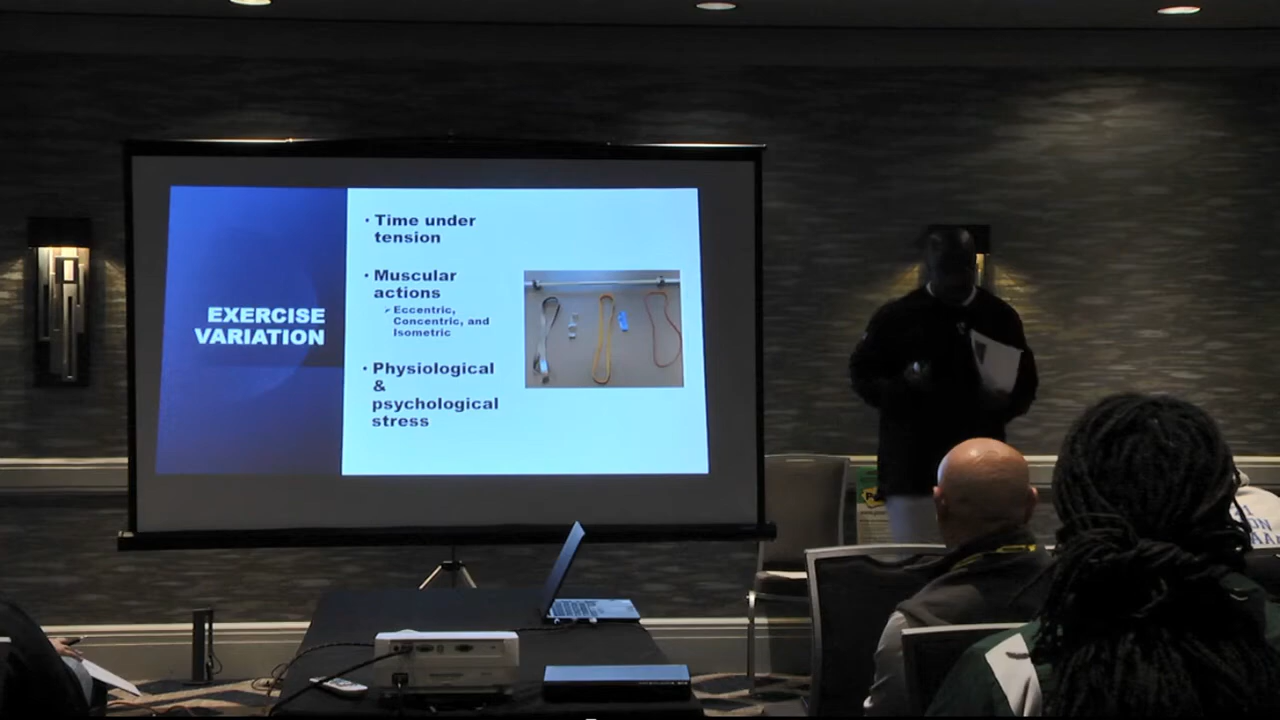 EXERCISE
VARIATION
• Time under
tension
• Muscular
actions
➢ Eccentric,
Concentric, and
Isometric
• Physiological
&
psychological
stress